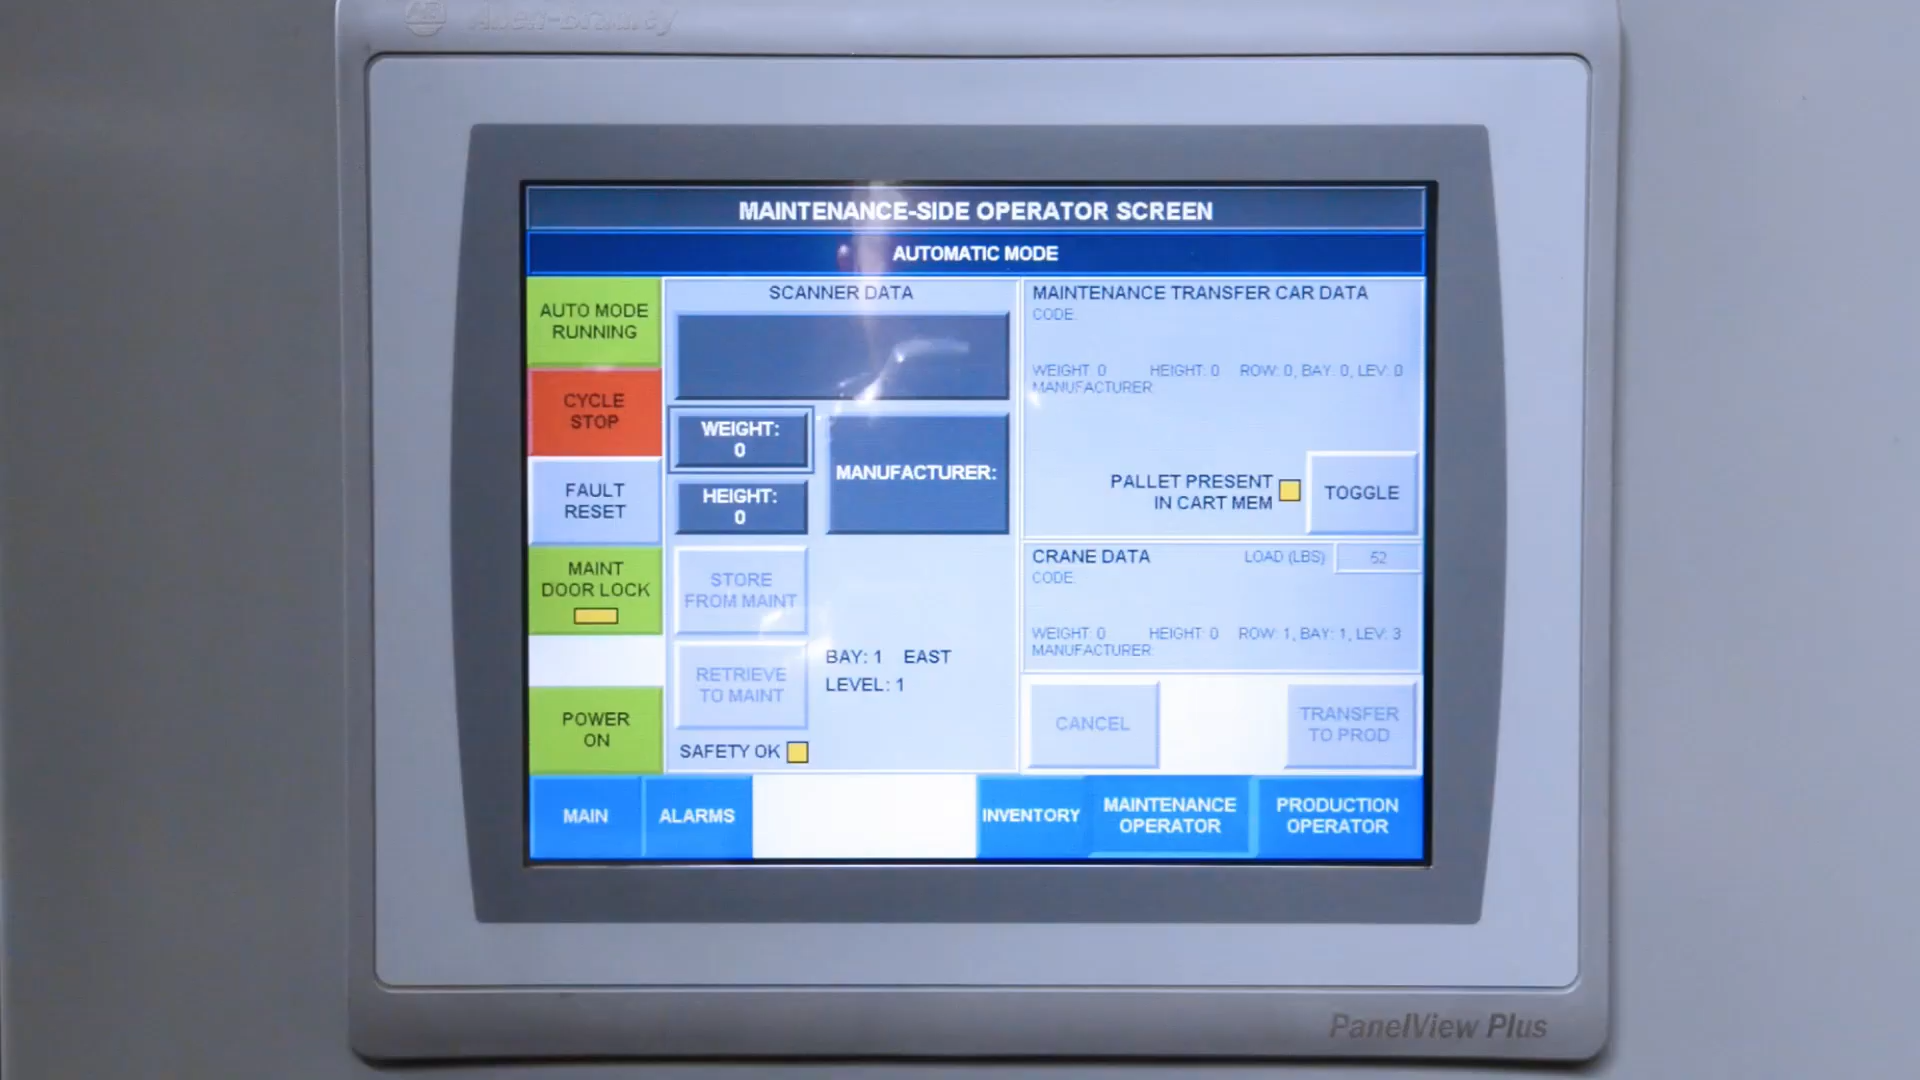 Allen-Bradley
MAINTENANCE-SIDE OPERATOR SCREEN
AUTOMATIC MODE
AUTO MODE
RUNNING
CYCLE
STOP
FAULT
RESET
MAINT
DOOR LOCK
POWER
ON
SCANNER DATA
WEIGHT:
0
HEIGHT:
0
MANUFACTURER:
STORE
FROM MAINT
RETRIEVE
TO MAINT
BAY: 1 EAST
LEVEL: 1
SAFETY OK
MAINTENANCE TRANSFER CAR DATA
CODE:
WEIGHT: 0 HEIGHT: 0 ROW: 0, BAY: 0, LEV: 0
MANUFACTURER:
PALLET PRESENT
IN CART MEM
TOGGLE
CRANE DATA LOAD (LBS) 52
CODE:
WEIGHT: 0 HEIGHT: 0 ROW: 1, BAY: 1, LEV: 3
MANUFACTURER:
CANCEL
TRANSFER
TO PROD
MAIN
ALARMS
INVENTORY
MAINTENANCE
OPERATOR
PRODUCTION
OPERATOR
PanelView Plus